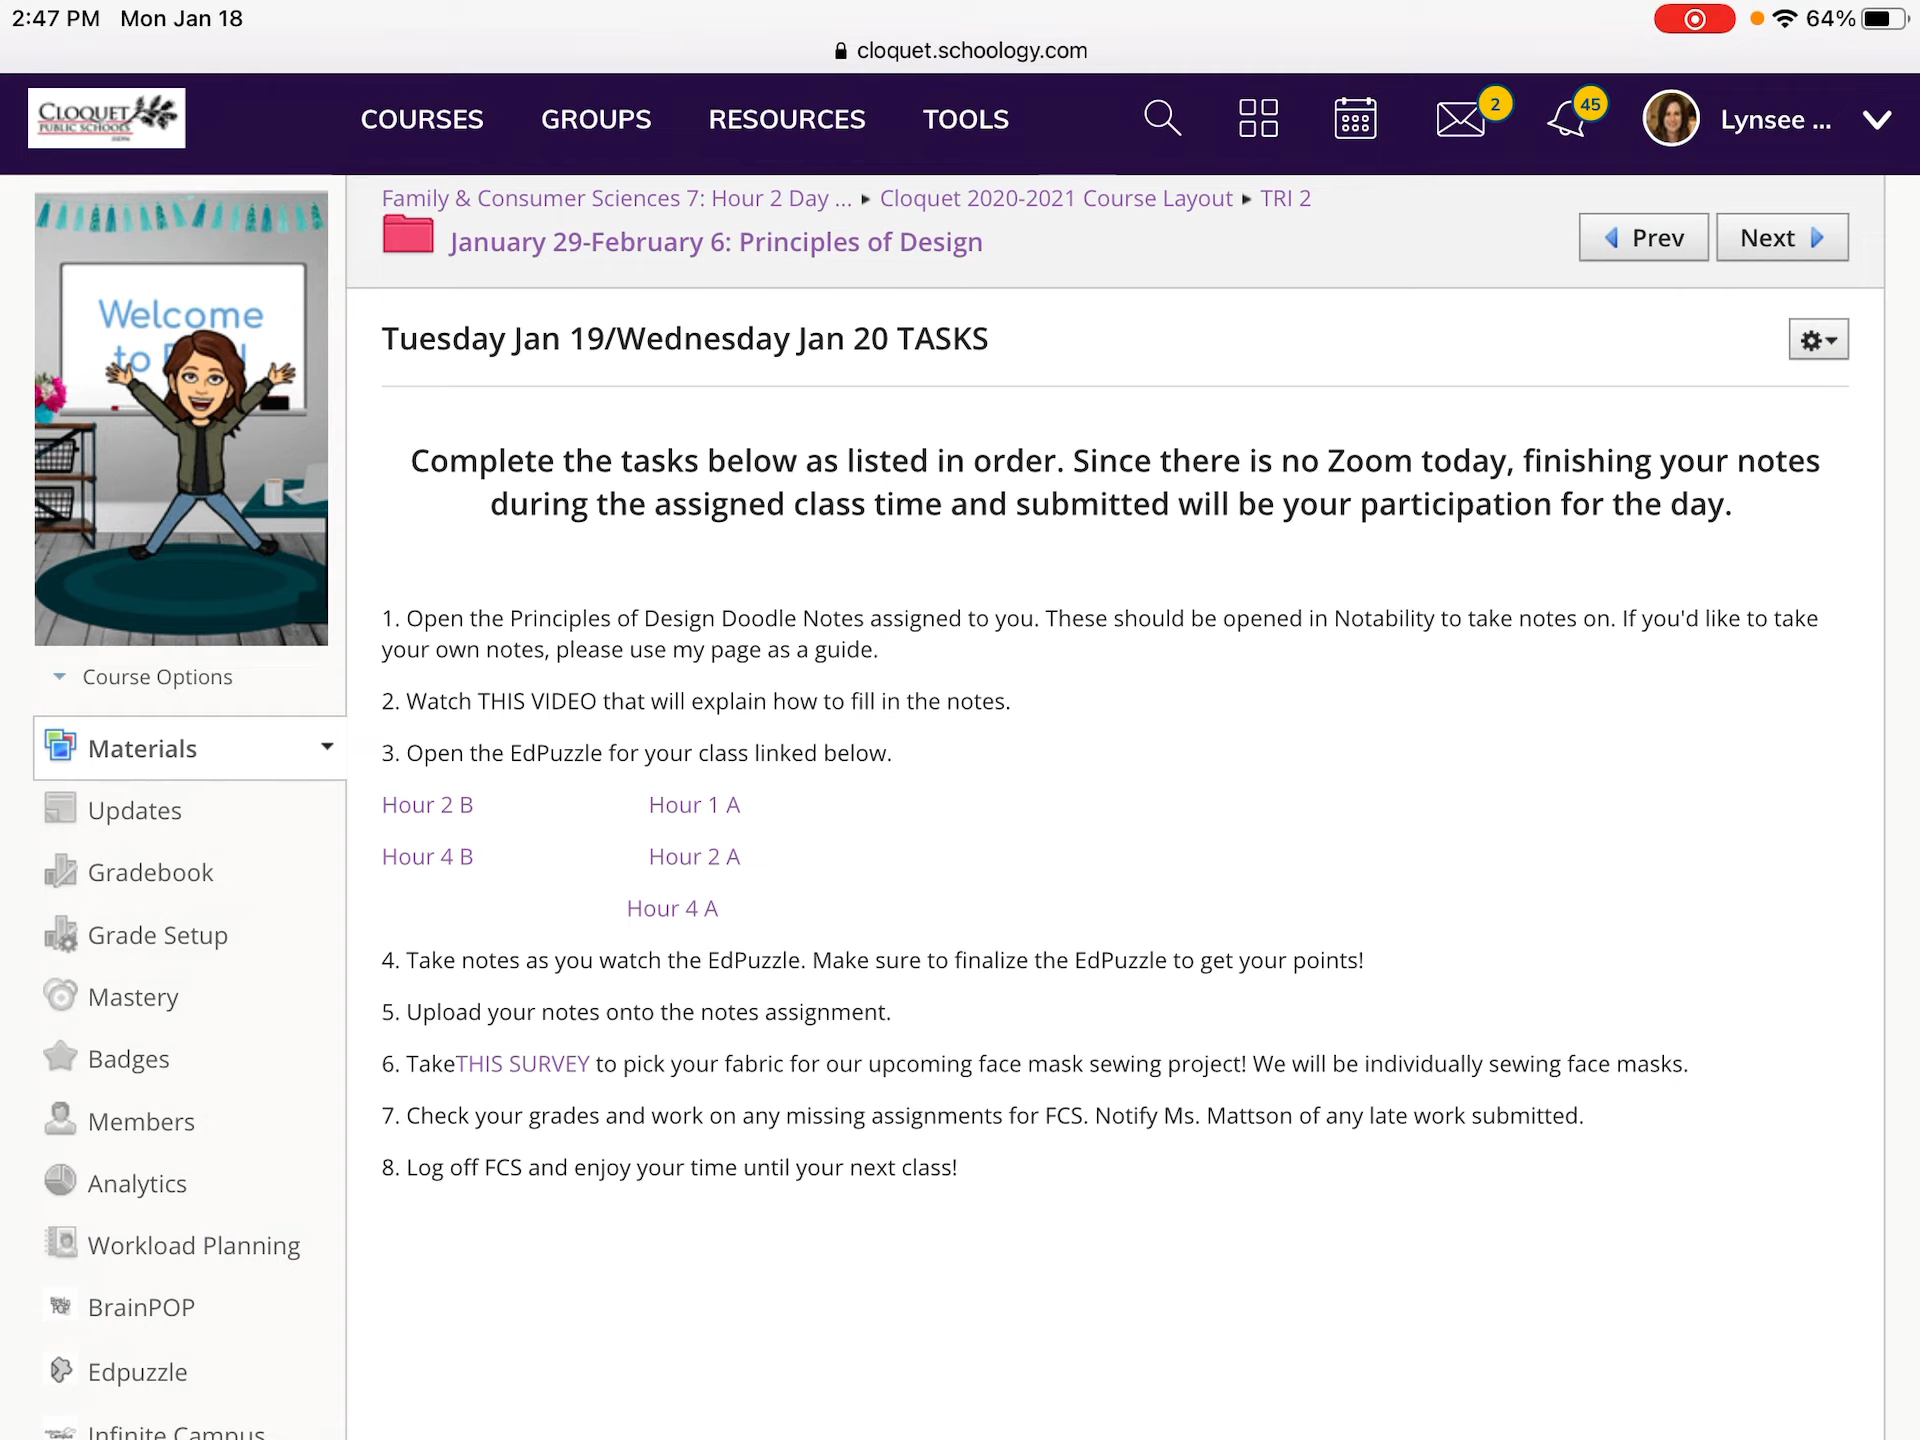 2:47 PM Mon Jan 18
64%
cloquet.schoology.com
CLOQUET
PUBLIC SCHOOLS
COURSES GROUPS RESOURCES TOOLS 2 45 Lynsee ...
Family & Consumer Sciences 7: Hour 2 Day ... ▸ Cloquet 2020-2021 Course Layout ▸ TRI 2
January 29-February 6: Principles of Design
Prev Next
Welcome
to
Tuesday Jan 19/Wednesday Jan 20 TASKS
Complete the tasks below as listed in order. Since there is no Zoom today, finishing your notes
during the assigned class time and submitted will be your participation for the day.
1. Open the Principles of Design Doodle Notes assigned to you. These should be opened in Notability to take notes on. If you'd like to take
your own notes, please use my page as a guide.
2. Watch THIS VIDEO that will explain how to fill in the notes.
3. Open the EdPuzzle for your class linked below.
Hour 2 B Hour 1 A
Hour 4 B Hour 2 A
Hour 4 A
4. Take notes as you watch the EdPuzzle. Make sure to finalize the EdPuzzle to get your points!
5. Upload your notes onto the notes assignment.
6. TakeTHIS SURVEY to pick your fabric for our upcoming face mask sewing project! We will be individually sewing face masks.
7. Check your grades and work on any missing assignments for FCS. Notify Ms. Mattson of any late work submitted.
8. Log off FCS and enjoy your time until your next class!
Course Options
Materials
Updates
Gradebook
Grade Setup
Mastery
Badges
Members
Analytics
Workload Planning
BrainPOP
Edpuzzle
Infinite Campus